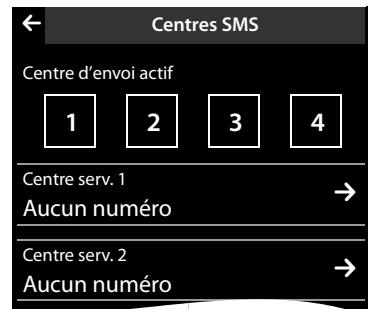 Centres SMS
Centre d'envoi actif
1 2 3 4
Centre serv. 1
Aucun numéro
Centre serv. 2
Aucun numéro